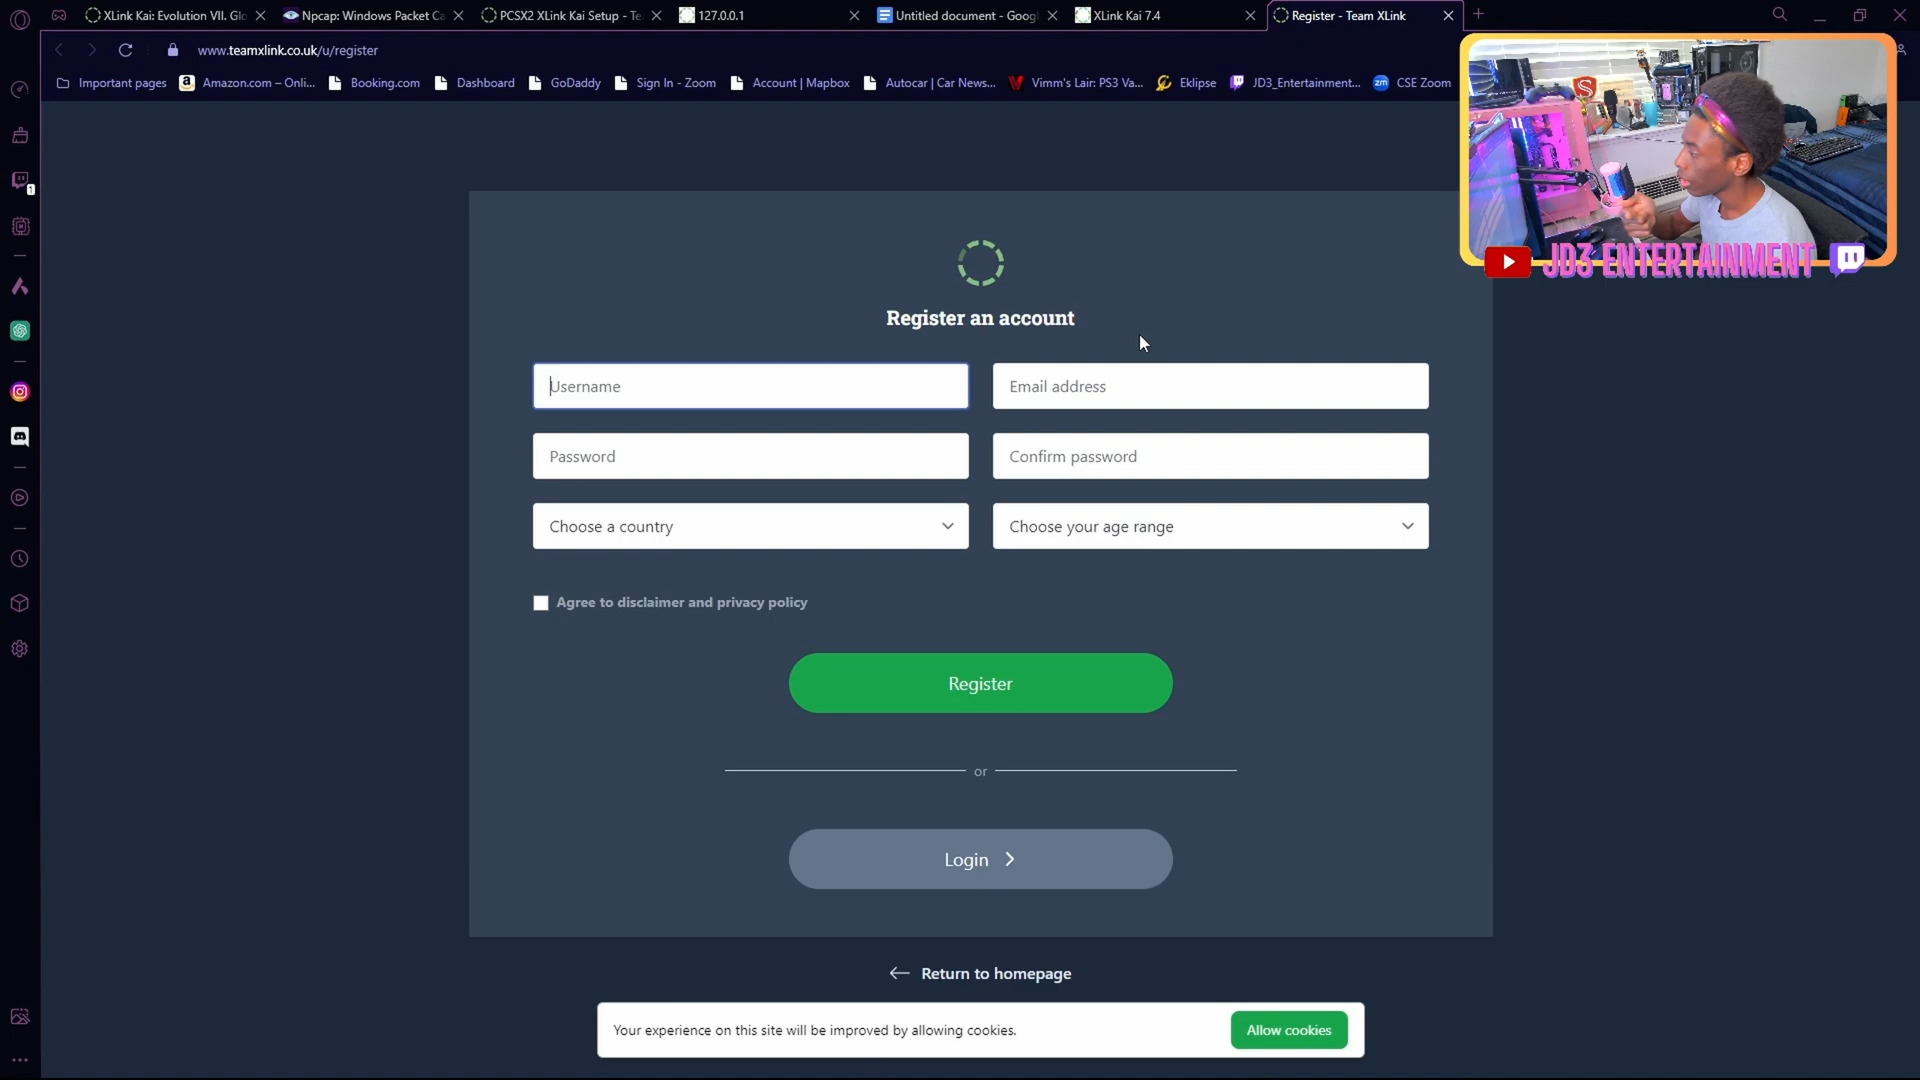 XLink Kai: Evolution VII. Glo
Npcap: Windows Packet Ca
PCSX2 XLink Kai Setup - Te
127.0.0.1
Untitled document - Googl
XLink Kai 7.4
Register - Team XLink
www.teamxlink.co.uk/u/register
Important pages
Amazon.com – Onli...
Booking.com
Dashboard
GoDaddy
Sign In - Zoom
Account | Mapbox
Autocar | Car News...
Vimm's Lair: PS3 Va...
Eklipse
JD3_Entertainment...
zm
CSE Zoom
1
JD3 ENTERTAINMENT
Register an account
Username
Email address
Password
Confirm password
Choose a country
Choose your age range
Agree to disclaimer and privacy policy
Register
or
Login
Return to homepage
Your experience on this site will be improved by allowing cookies.
Allow cookies